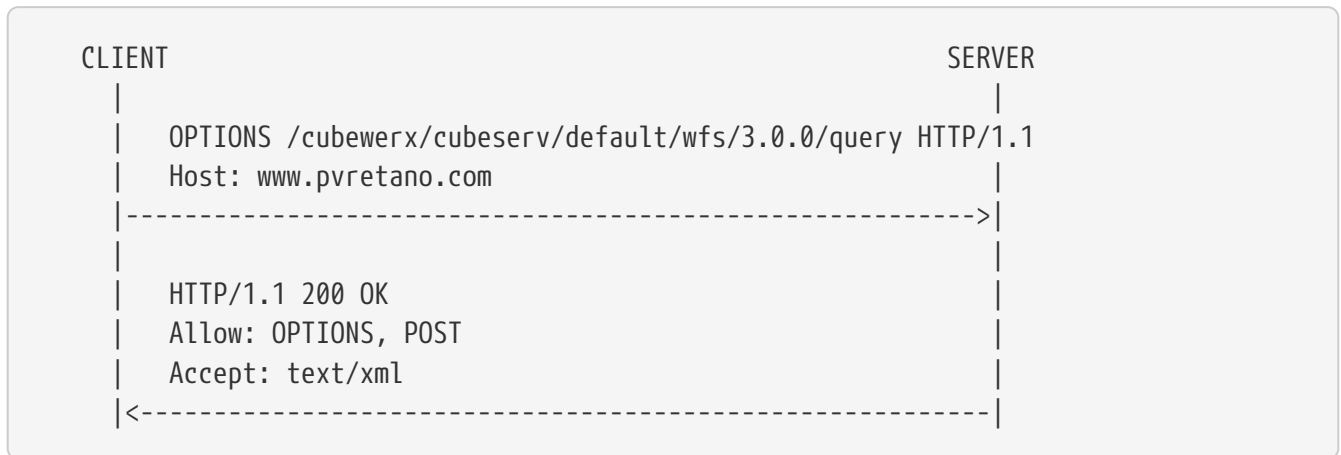 CLIENT                                                     SERVER
  |                                                           |
  |   OPTIONS /cubewerx/cubeserv/default/wfs/3.0.0/query HTTP/1.1
  |   Host: www.pvretano.com                                  |
  |---------------------------------------------------------->|
  |                                                           |
  |   HTTP/1.1 200 OK                                         |
  |   Allow: OPTIONS, POST                                    |
  |   Accept: text/xml                                        |
  |<----------------------------------------------------------|